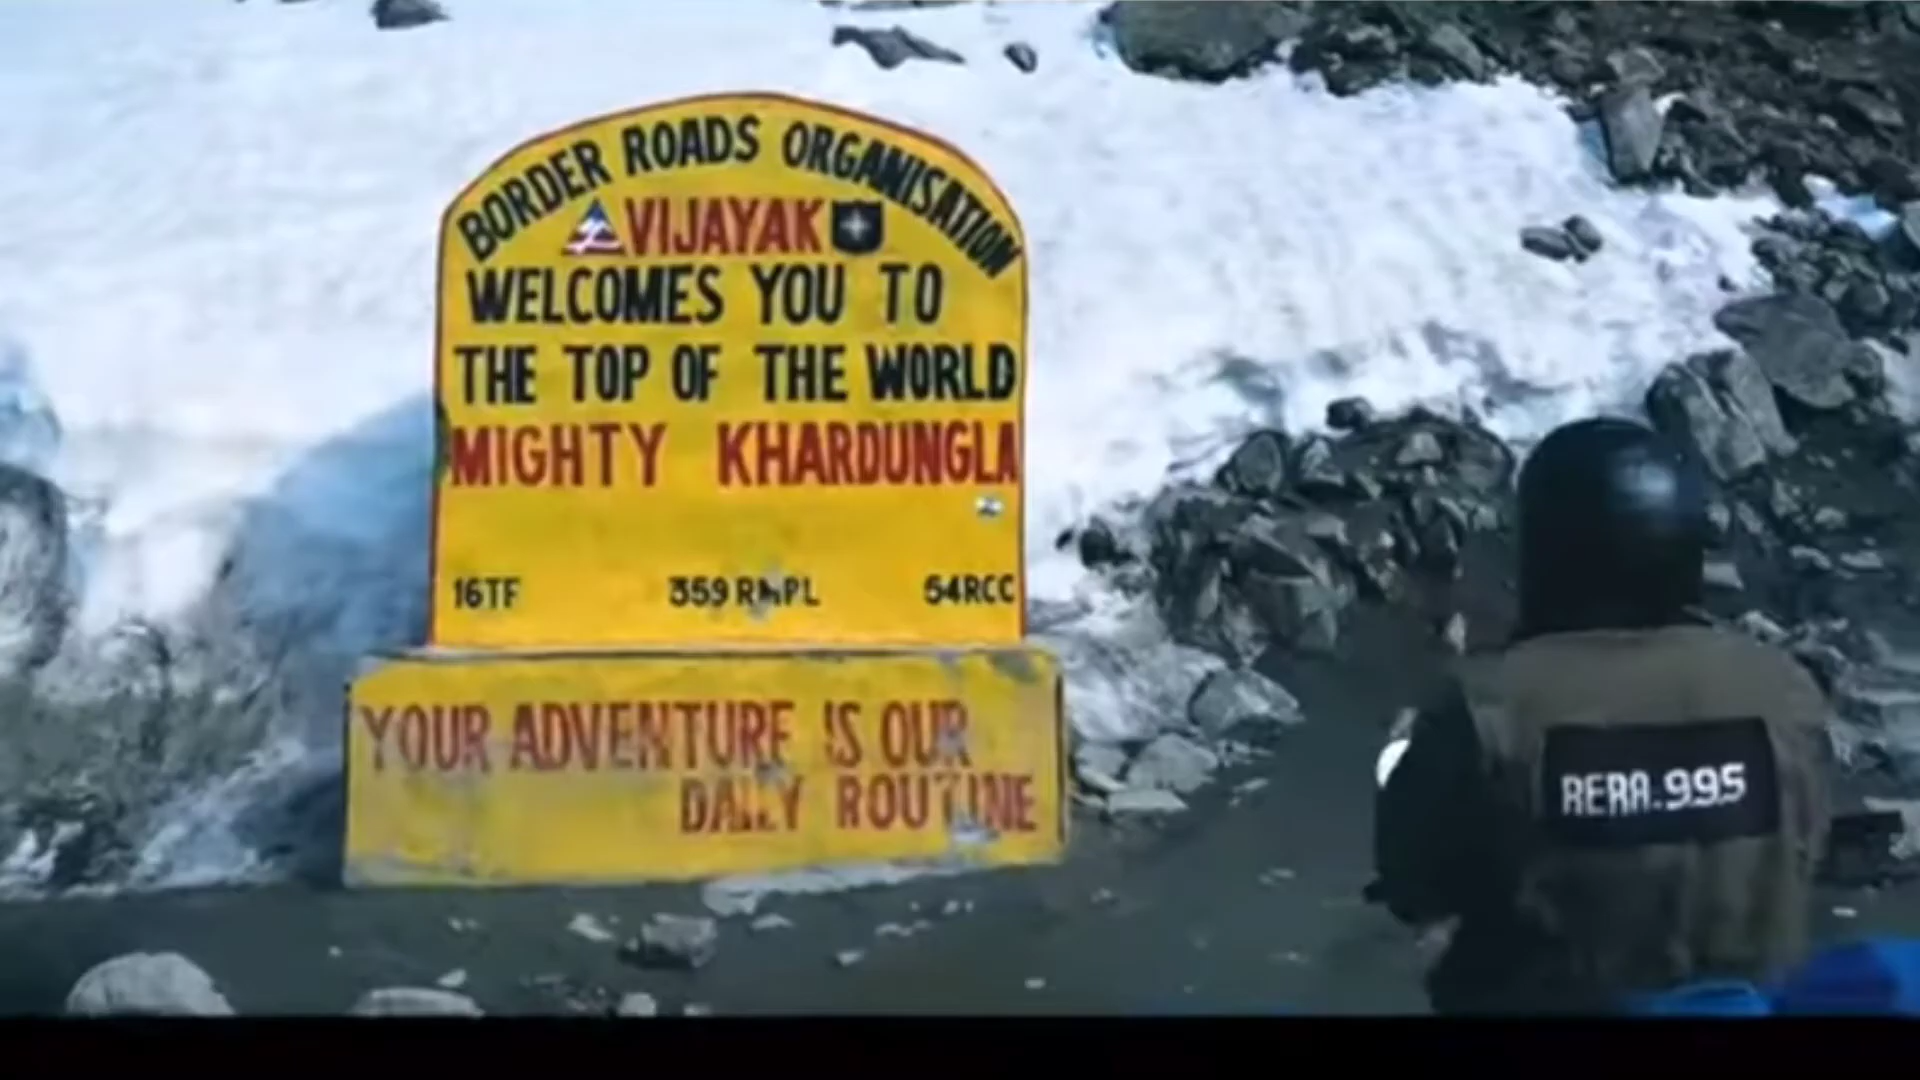 BORDER ROADS ORGANISATION
VIJAYAK
WELCOMES YOU TO
THE TOP OF THE WORLD
MIGHTY KHARDUNGLA
16TF 359 RMPL 54RCC
YOUR ADVENTURE IS OUR
DAILY ROUTINE
RERA.995